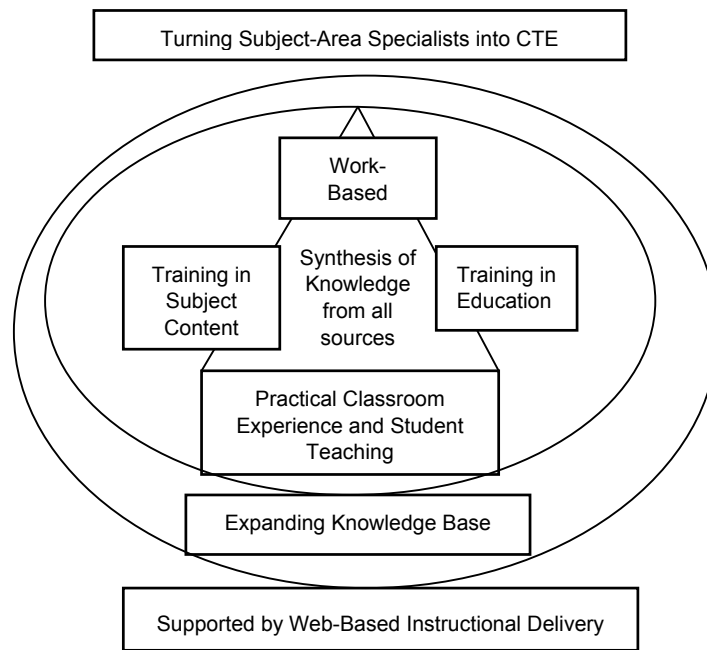 Turning Subject-Area Specialists into CTE
Work-
Based
Training in
Subject
Content
Synthesis of
Knowledge
from all
sources
Training in
Education
Practical Classroom
Experience and Student
Teaching
Expanding Knowledge Base
Supported by Web-Based Instructional Delivery